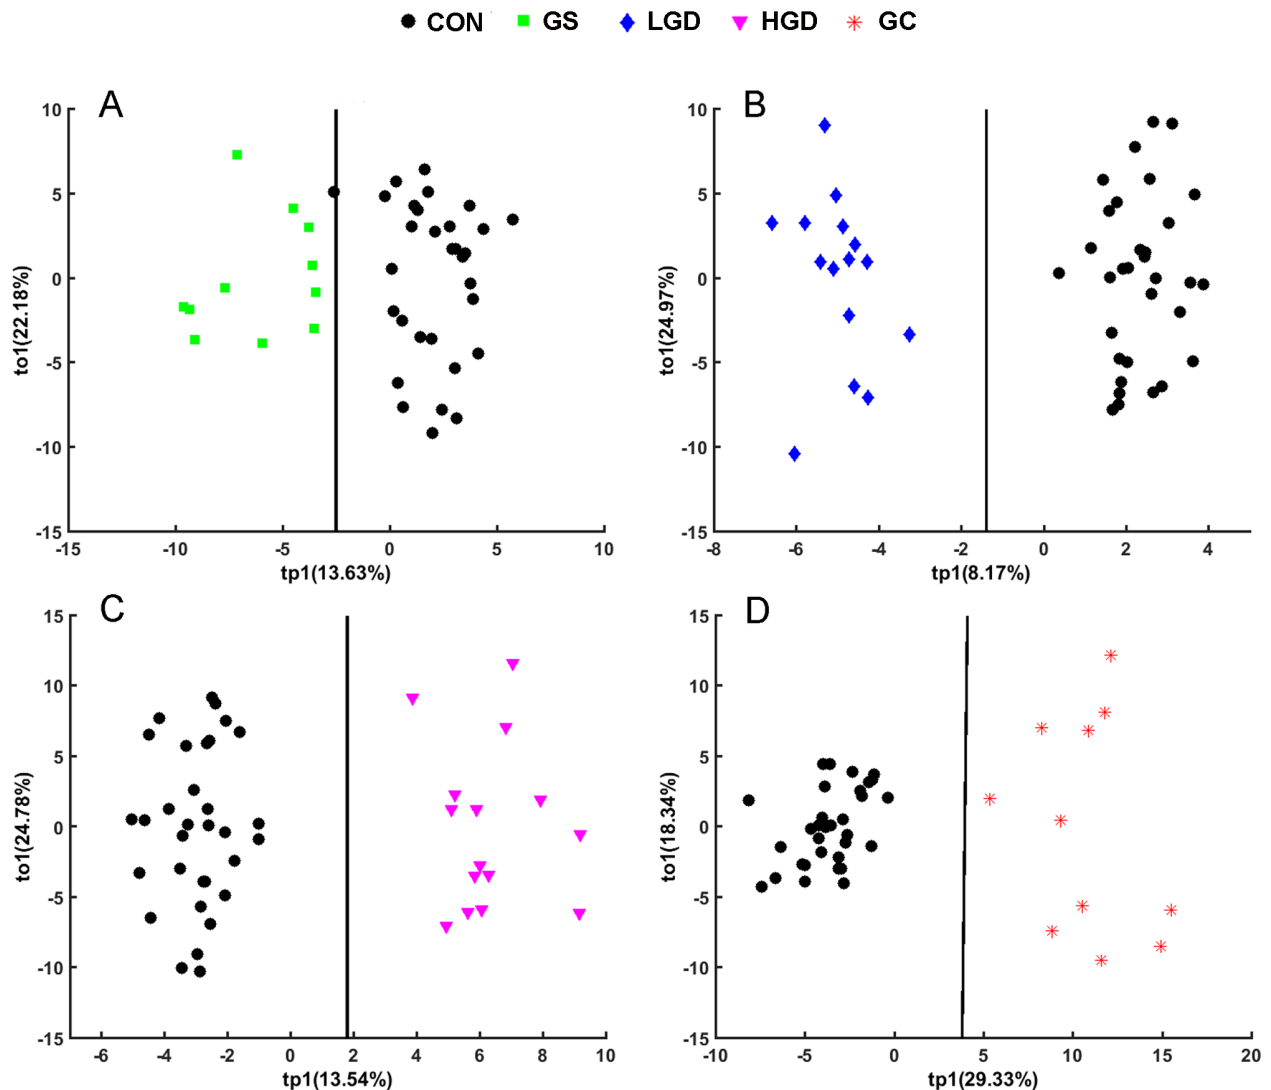 CON GS LGD HGD GC
A
10
5
0
-5
-10
-15
to1(22.18%)
-15 -10 -5 0 5 10
tp1(13.63%)
B
10
5
0
-5
-10
-15
to1(24.97%)
-8 -6 -4 -2 0 2 4
tp1(8.17%)
C
15
10
5
0
-5
-10
-15
to1(24.78%)
-6 -4 -2 0 2 4 6 8 10
tp1(13.54%)
D
15
10
5
0
-5
-10
-15
to1(18.34%)
-10 -5 0 5 10 15 20
tp1(29.33%)